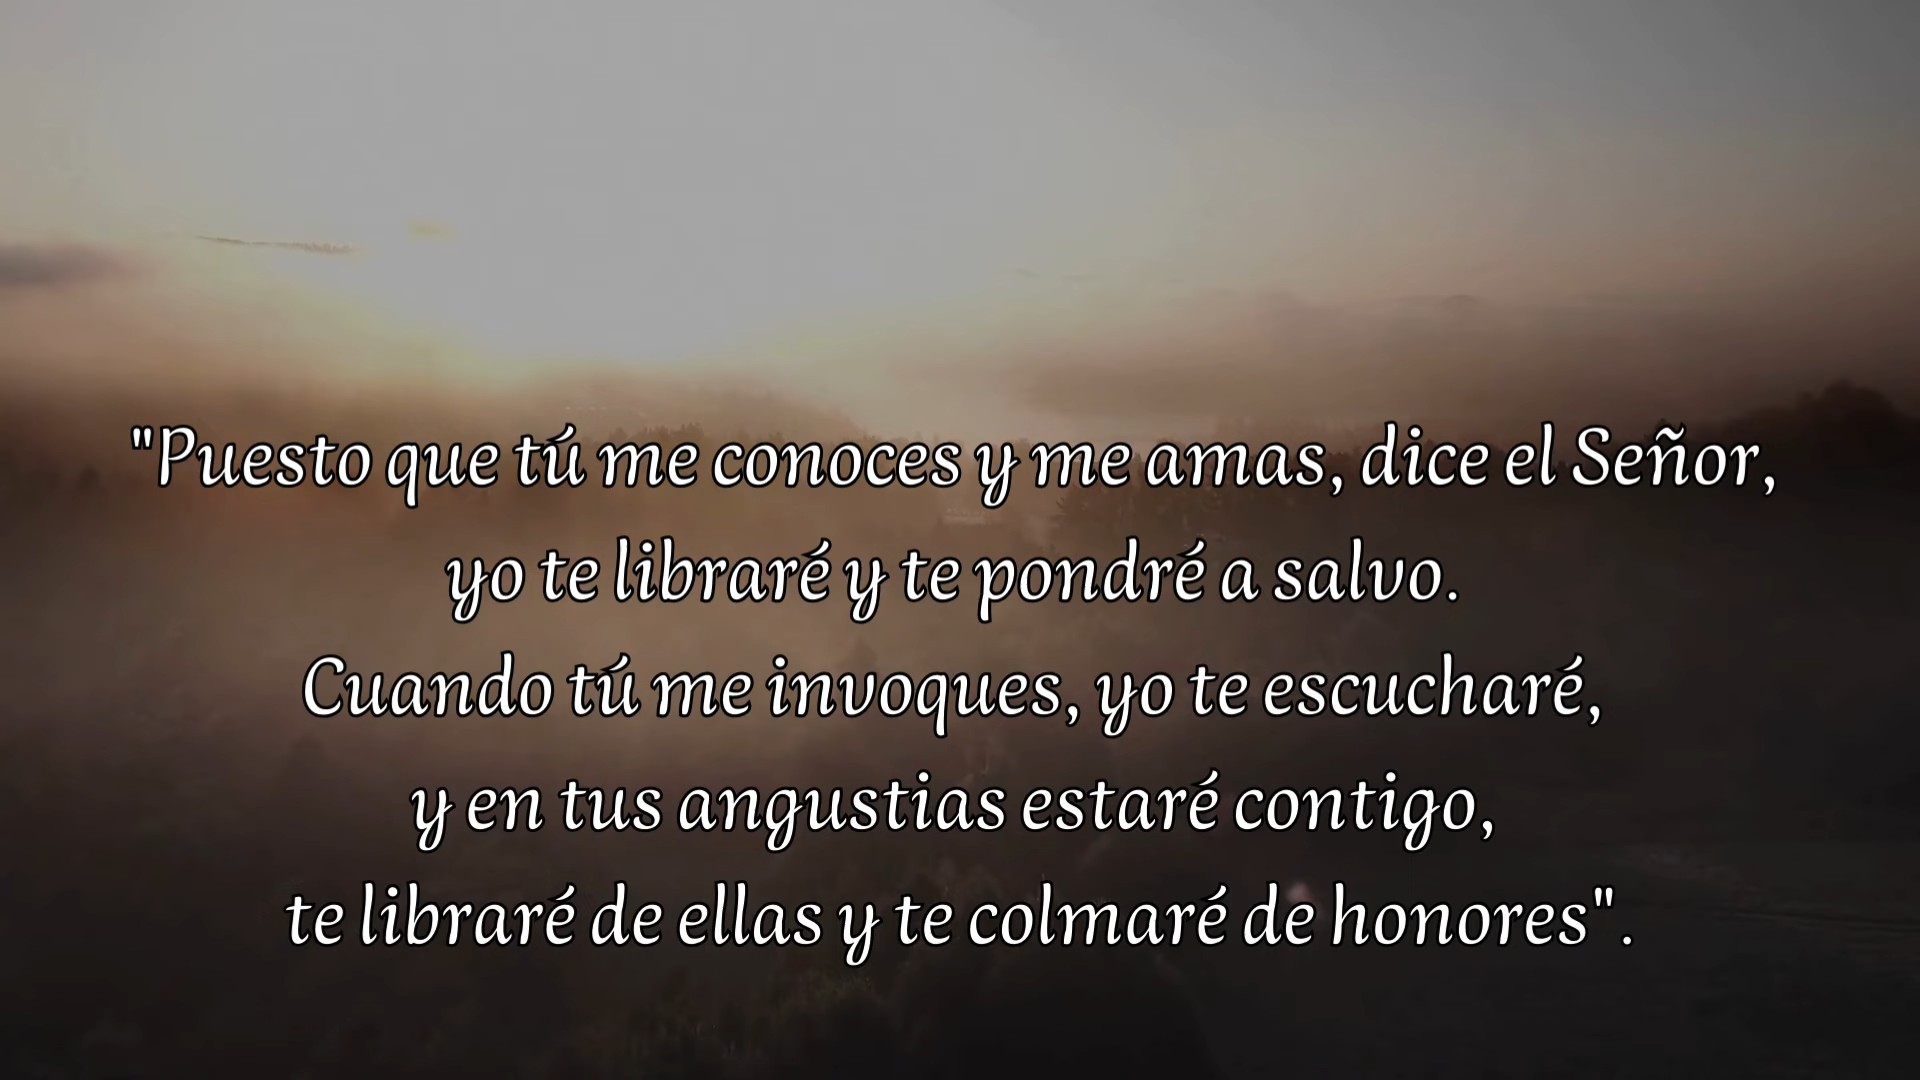 "Puesto que tú me conoces y me amas, dice el Señor,
yo te libraré y te pondré a salvo.
Cuando tú me invoques, yo te escucharé,
y en tus angustias estaré contigo,
te libraré de ellas y te colmaré de honores".